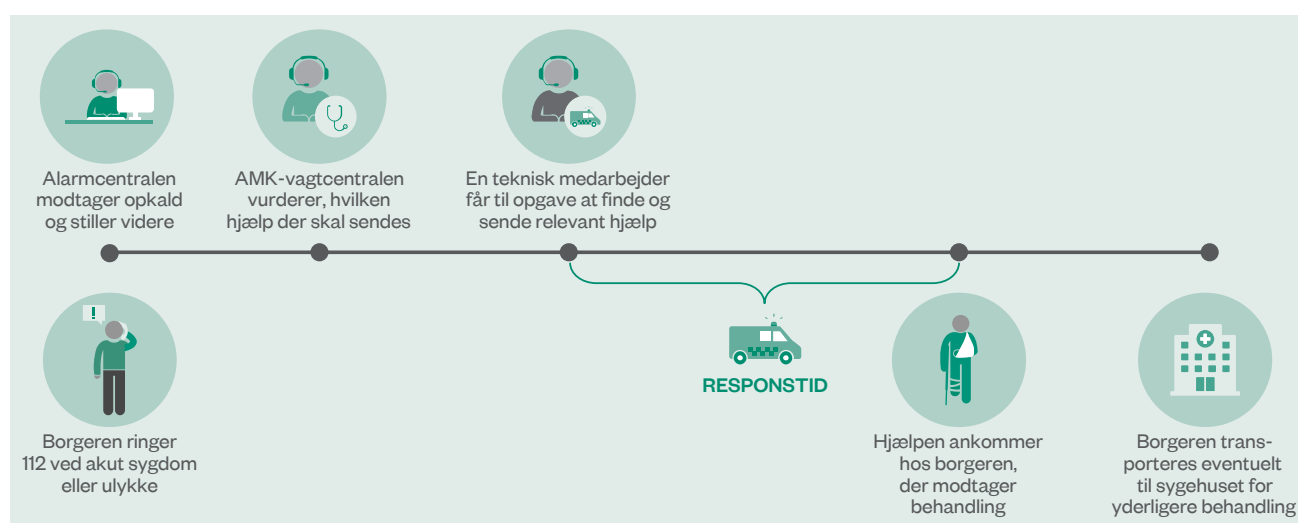 Alarmcentralen
modtager opkald
og stiller videre
AMK-vagtcentralen
vurderer, hvilken
hjælp der skal sendes
En teknisk medarbejder
får til opgave at finde og
sende relevant hjælp
!
RESPONSTID
Borgeren ringer
112 ved akut sygdom
eller ulykke
Hjælpen ankommer
hos borgeren,
der modtager
behandling
Borgeren trans-
porteres eventuelt
til sygehuset for
yderligere behandling